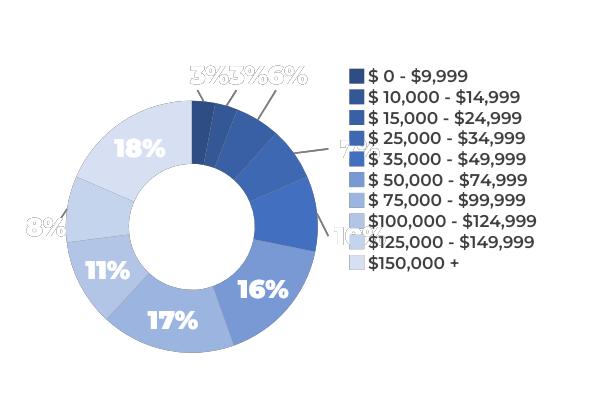 3% 3% 6%
7%
10%
16%
17%
11%
8%
18%
$ 0 - $9,999
$ 10,000 - $14,999
$ 15,000 - $24,999
$ 25,000 - $34,999
$ 35,000 - $49,999
$ 50,000 - $74,999
$ 75,000 - $99,999
$100,000 - $124,999
$125,000 - $149,999
$150,000 +